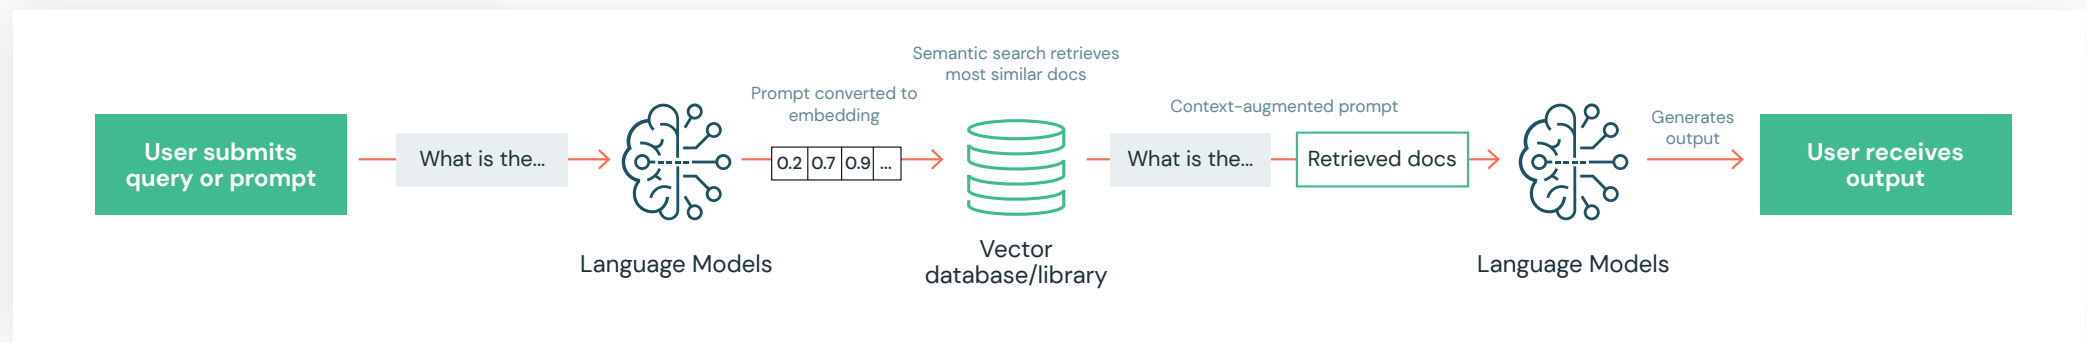 User submits
query or prompt
What is the...
Language Models
Prompt converted to
embedding
0.2 0.7 0.9 ...
Semantic search retrieves
most similar docs
Vector
database/library
Context-augmented prompt
What is the...
Retrieved docs
Language Models
Generates
output
User receives
output